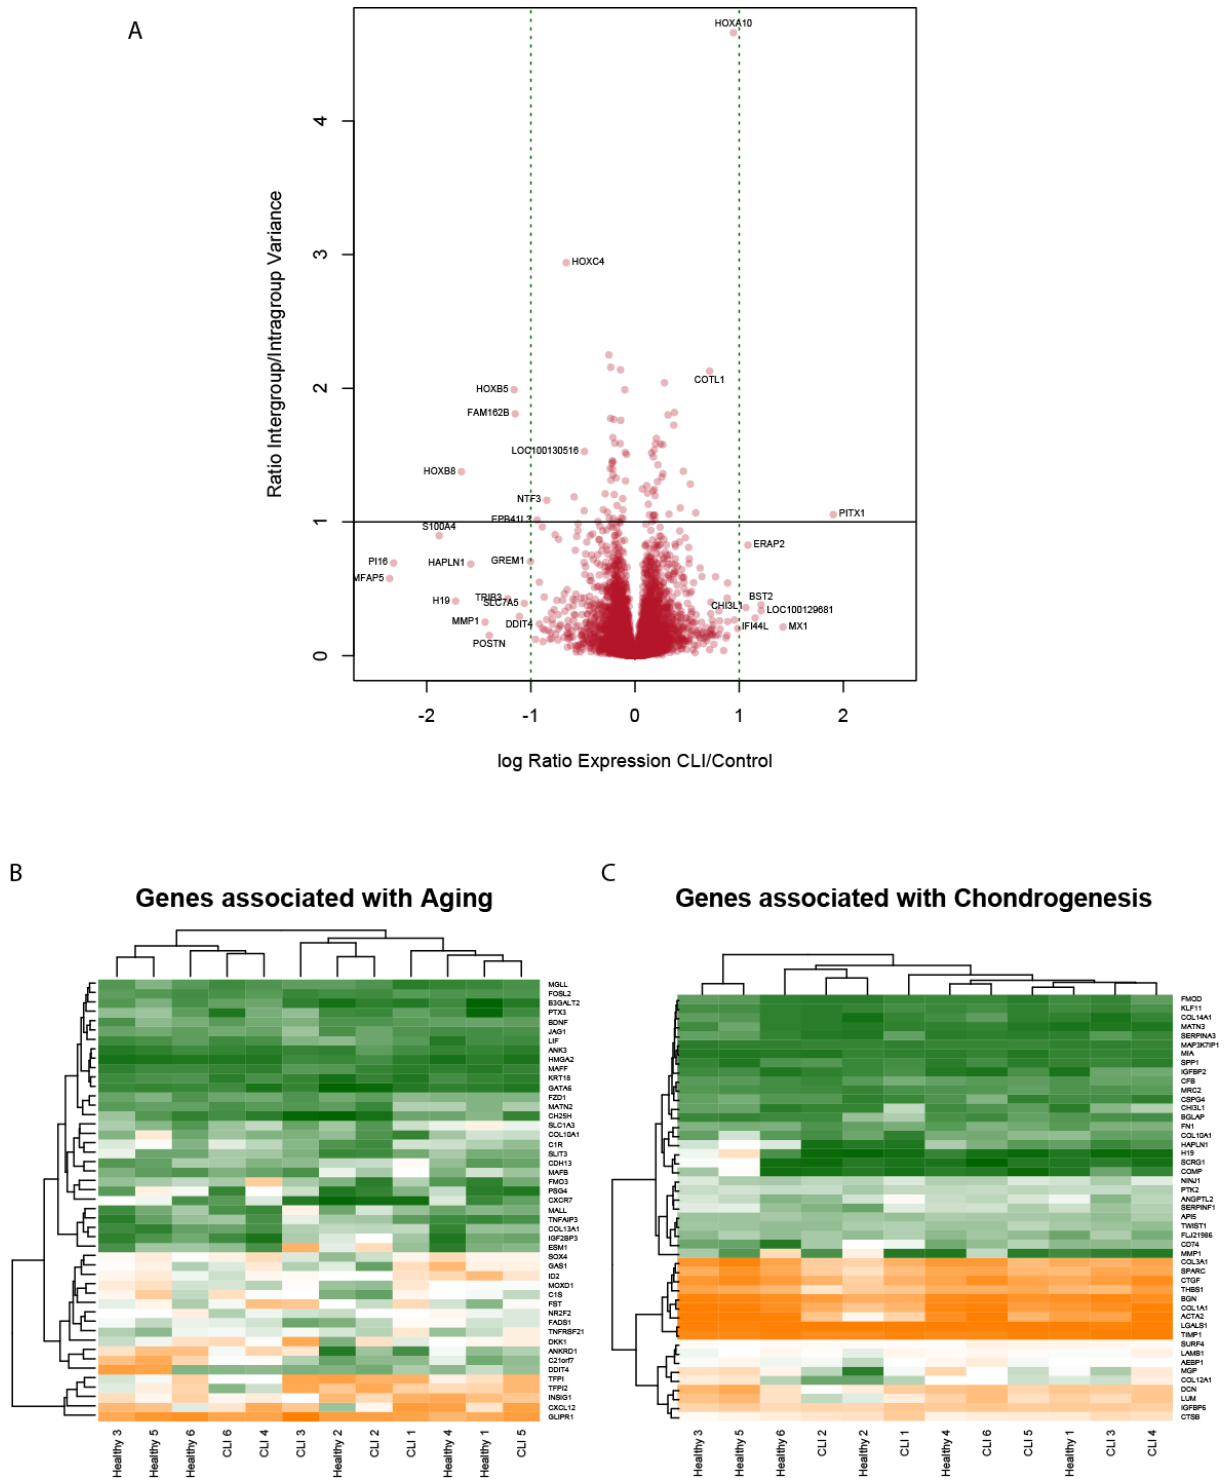 A
HOXA10
HOXC4
COTL1
HOXB5
FAM162B
LOC100130516
HOXB8
NTF3
PITX1
EPB41L3
S100A4
ERAP2
PI16
HAPLN1
GREM1
MFAP5
H19
TRIB3
SLC7A5
CHI3L1
BST2
LOC100129681
MMP1
DDIT4
IFI44L
MX1
POSTN
4
3
2
1
0
Ratio Intergroup/Intragroup Variance
-2 -1 0 1 2
log Ratio Expression CLI/Control
B
Genes associated with Aging
MGLL
FOSL2
B3GALT2
PTX3
BDNF
JAG1
LIF
ANK3
HMGA2
MAFF
KRT18
GATA6
FZD1
MATN2
CH25H
SLC1A3
COL10A1
C1R
SLIT3
CDH13
MAFB
FMO3
PSG4
CXCR7
MALL
TNFAIP3
COL13A1
IGF2BP3
ESM1
SOX4
GAS1
ID2
MOXD1
C1S
FST
NR2F2
FADS1
TNFRSF21
DKK1
ANKRD1
C21orf7
DDIT4
TFPI
TFPI2
INSIG1
CXCL12
GLIPR1
Healthy 3
Healthy 5
Healthy 6
CLI 6
CLI 4
CLI 3
Healthy 2
CLI 2
CLI 1
Healthy 4
Healthy 1
CLI 5
C
Genes associated with Chondrogenesis
FMOD
KLF11
COL14A1
MATN3
SERPINA3
MAP3K7IP1
MIA
SPP1
IGFBP2
CFB
MRC2
CSPG4
CHI3L1
BGLAP
FN1
COL10A1
HAPLN1
H19
SCRG1
COMP
NINJ1
PTK2
ANGPTL2
SERPINF1
API5
TWIST1
FLJ21986
CD74
MMP1
COL3A1
SPARC
CTGF
THBS1
BGN
COL1A1
ACTA2
LGALS1
TIMP1
SURF4
LAMB1
AEBP1
MGP
COL12A1
DCN
LUM
IGFBP5
CTSB
Healthy 3
Healthy 5
Healthy 6
CLI 2
Healthy 2
CLI 1
Healthy 4
CLI 6
CLI 5
Healthy 1
CLI 3
CLI 4